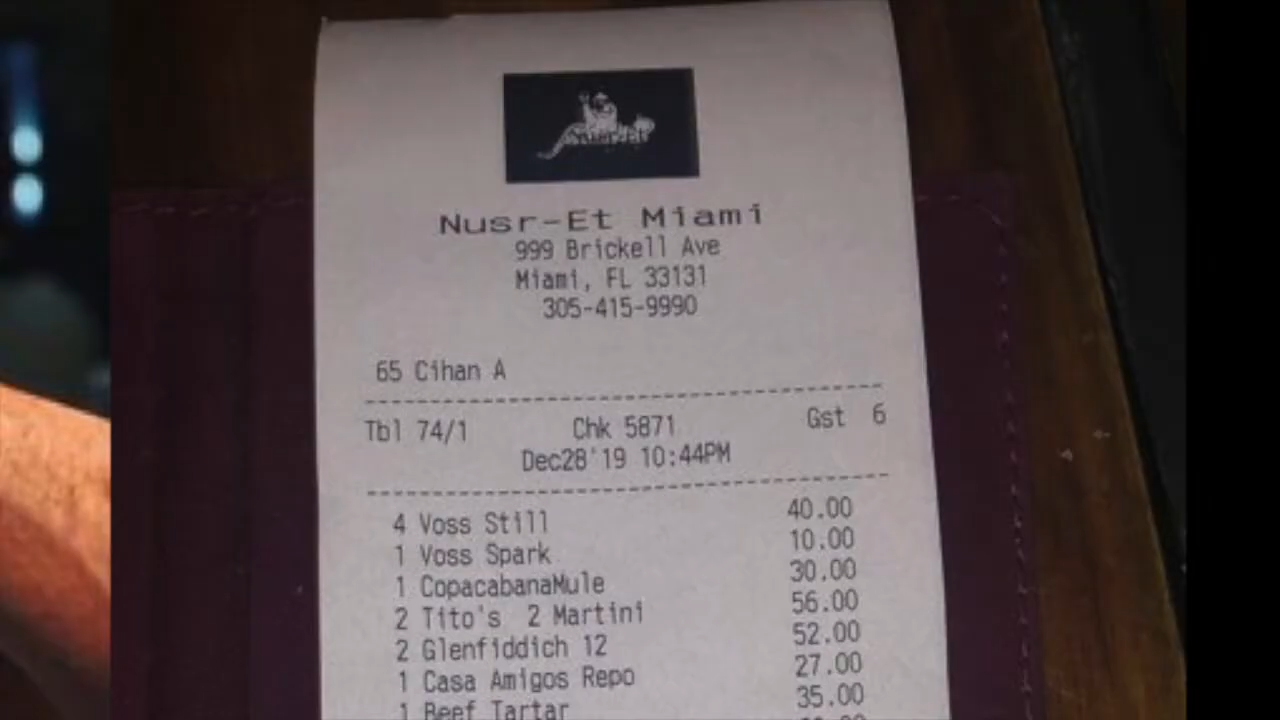 Nusr-Et
Nusr-Et Miami
999 Brickell Ave
Miami, FL 33131
305-415-9990
65 Cihan A
Tbl 74/1 Chk 5871 Gst 6
Dec28'19 10:44PM
4 Voss Still 40.00
1 Voss Spark 10.00
1 CopacabanaMule 30.00
2 Tito's 2 Martini 56.00
2 Glenfiddich 12 52.00
1 Casa Amigos Repo 27.00
1 Beef Tartar 35.00